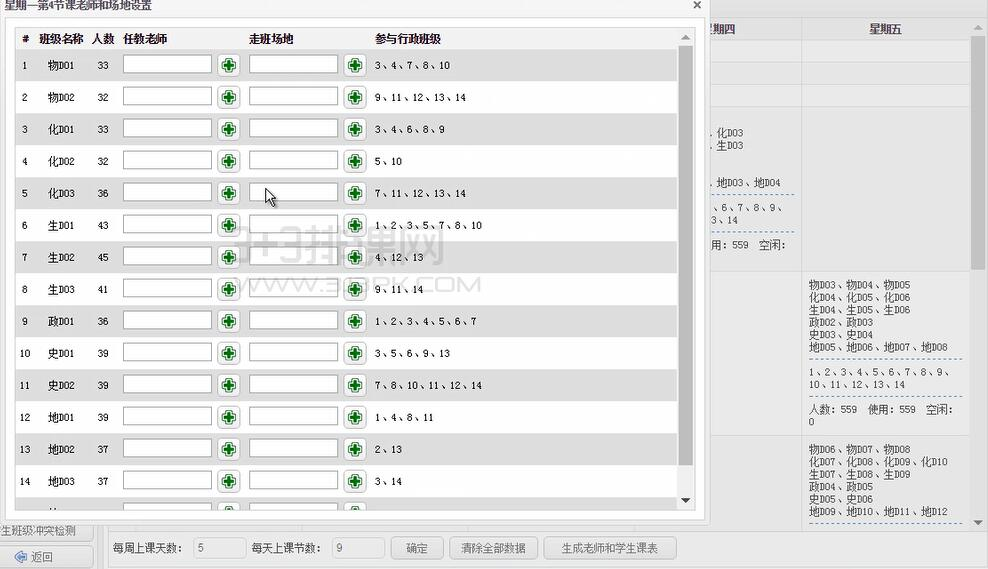 星期一第4节课老师和场地设置
# 班级名称 人数 任教老师 走班场地 参与行政班级
1 物D01 33 3、4、7、8、10
2 物D02 32 9、11、12、13、14
3 化D01 33 3、4、6、8、9
4 化D02 32 5、10
5 化D03 36 7、11、12、13、14
6 生D01 43 1、2、3、5、7、8、10
7 生D02 45 4、12、13
8 生D03 41 9、11、14
9 政D01 36 1、2、3、4、5、6、7
10 史D01 39 3、5、6、9、13
11 史D02 39 7、8、10、11、12、14
12 地D01 39 1、4、8、11
13 地D02 37 2、13
14 地D03 37 3、14
3+3排课网
星期四 星期五
、化D03
、生D03
、地D03、地D04
、6、7、8、9、
3、14
用: 559 空闲:
物D03、物D04、物D05
化D04、化D05、化D06
生D04、生D05、生D06
政D02、政D03
史D03、史D04
地D05、地D06、地D07、地D08
1、2、3、4、5、6、7、8、9、
10、11、12、13、14
人数: 559 使用: 559 空闲:
0
物D06、物D07、物D08
化D07、化D08、化D09、化D10
生D07、生D08、生D09
政D04、政D05
史D05、史D06
地D09、地D10、地D11、地D12
生班级冲突检测
返回
每周上课天数: 5 每天上课节数: 9 确定 清除全部数据 生成老师和学生课表